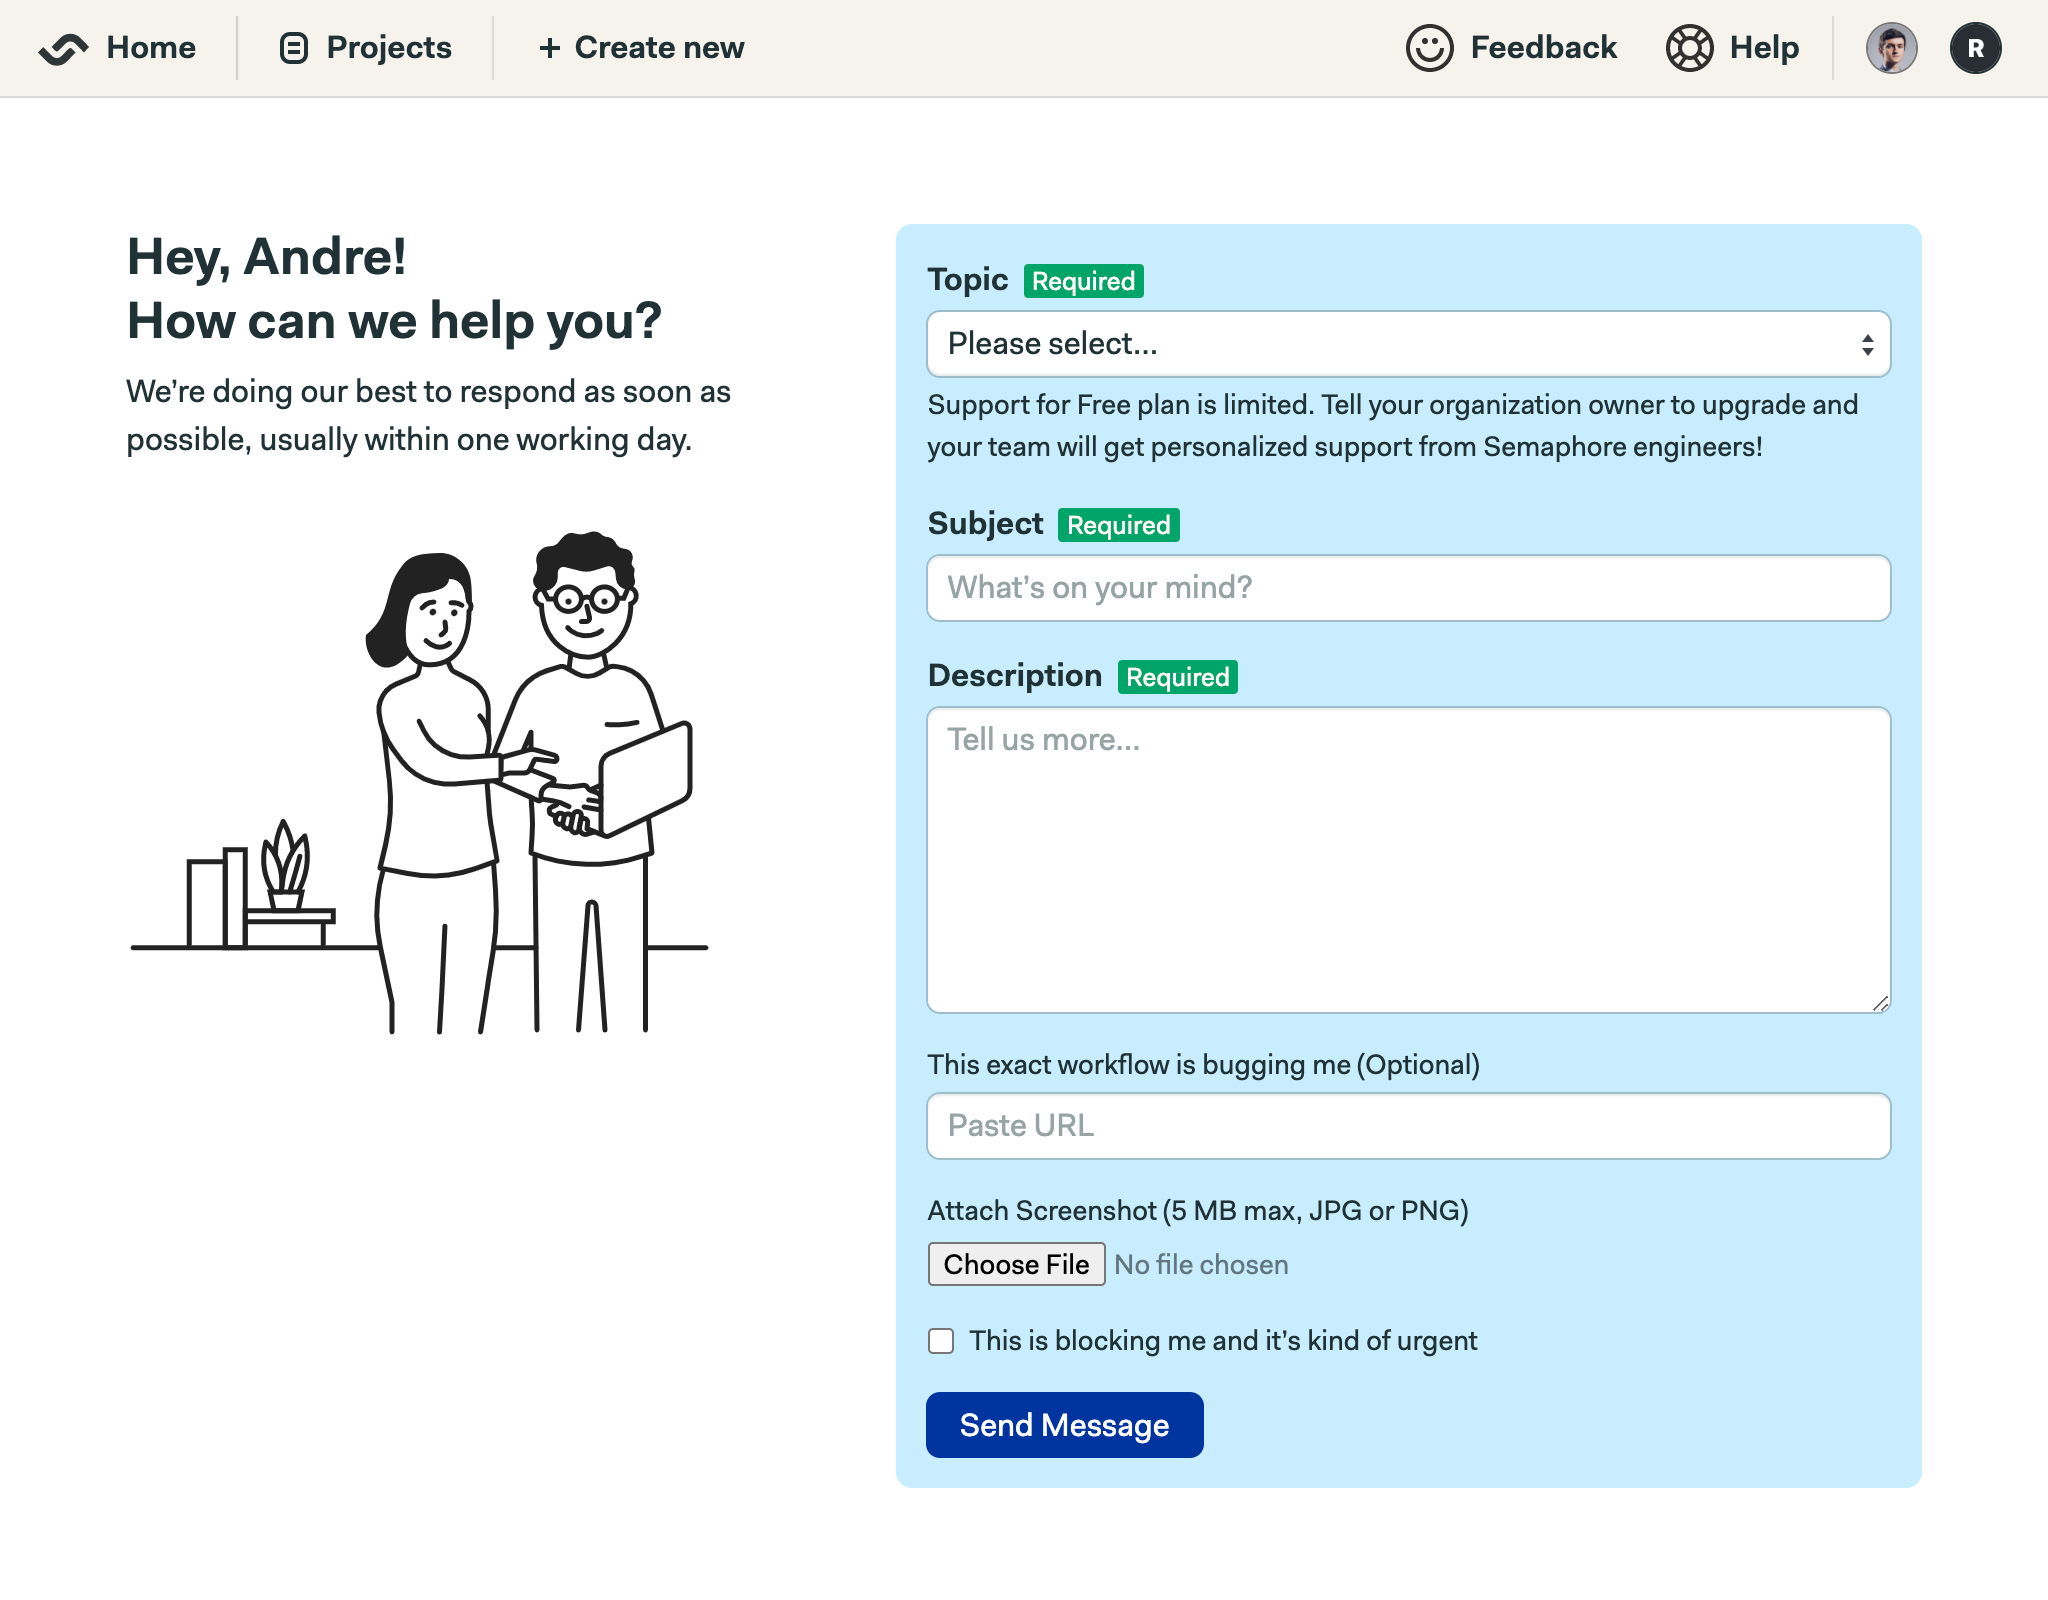 Home
Projects
+ Create new
Feedback
Help
R
Hey, Andre!
How can we help you?
We’re doing our best to respond as soon as
possible, usually within one working day.
Topic Required
Please select...
Support for Free plan is limited. Tell your organization owner to upgrade and
your team will get personalized support from Semaphore engineers!
Subject Required
What’s on your mind?
Description Required
Tell us more...
This exact workflow is bugging me (Optional)
Paste URL
Attach Screenshot (5 MB max, JPG or PNG)
Choose File No file chosen
This is blocking me and it’s kind of urgent
Send Message